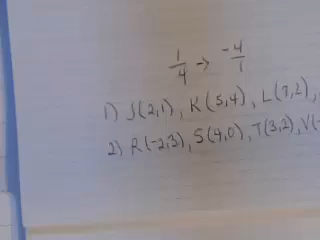 1/4 → -4/1
1) J(2,1), K(5,4), L(7,2),
2) R(-2,3), S(4,0), T(3,2), V(-